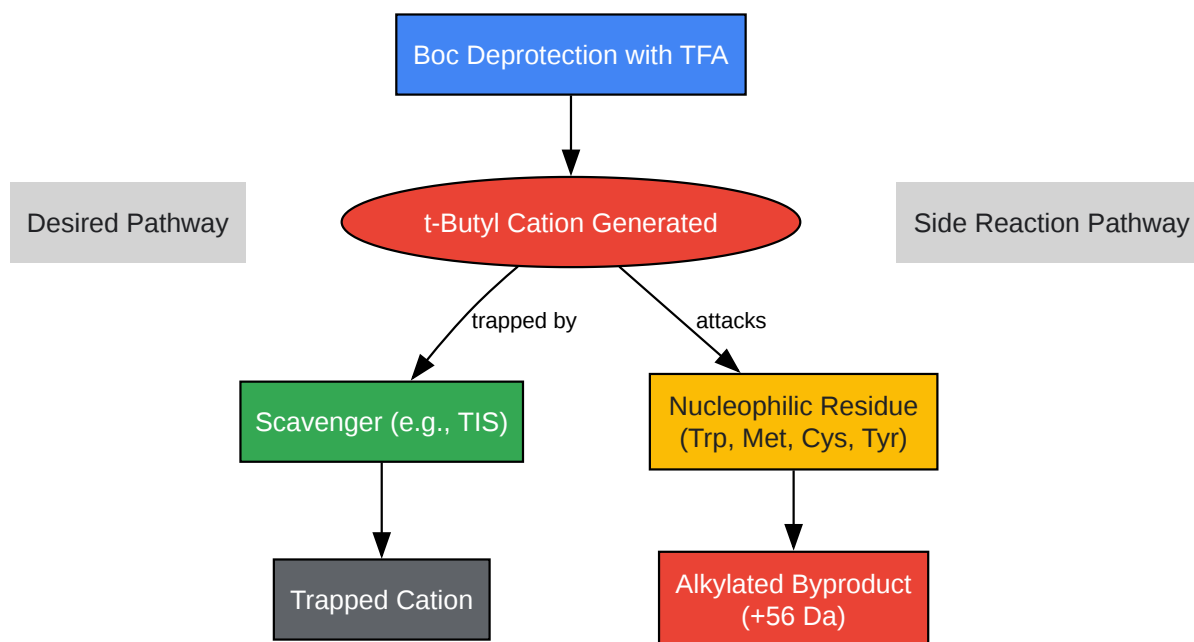 Boc Deprotection with TFA
Desired Pathway
t-Butyl Cation Generated
Side Reaction Pathway
trapped by
attacks
Scavenger (e.g., TIS)
Nucleophilic Residue
(Trp, Met, Cys, Tyr)
Trapped Cation
Alkylated Byproduct
(+56 Da)